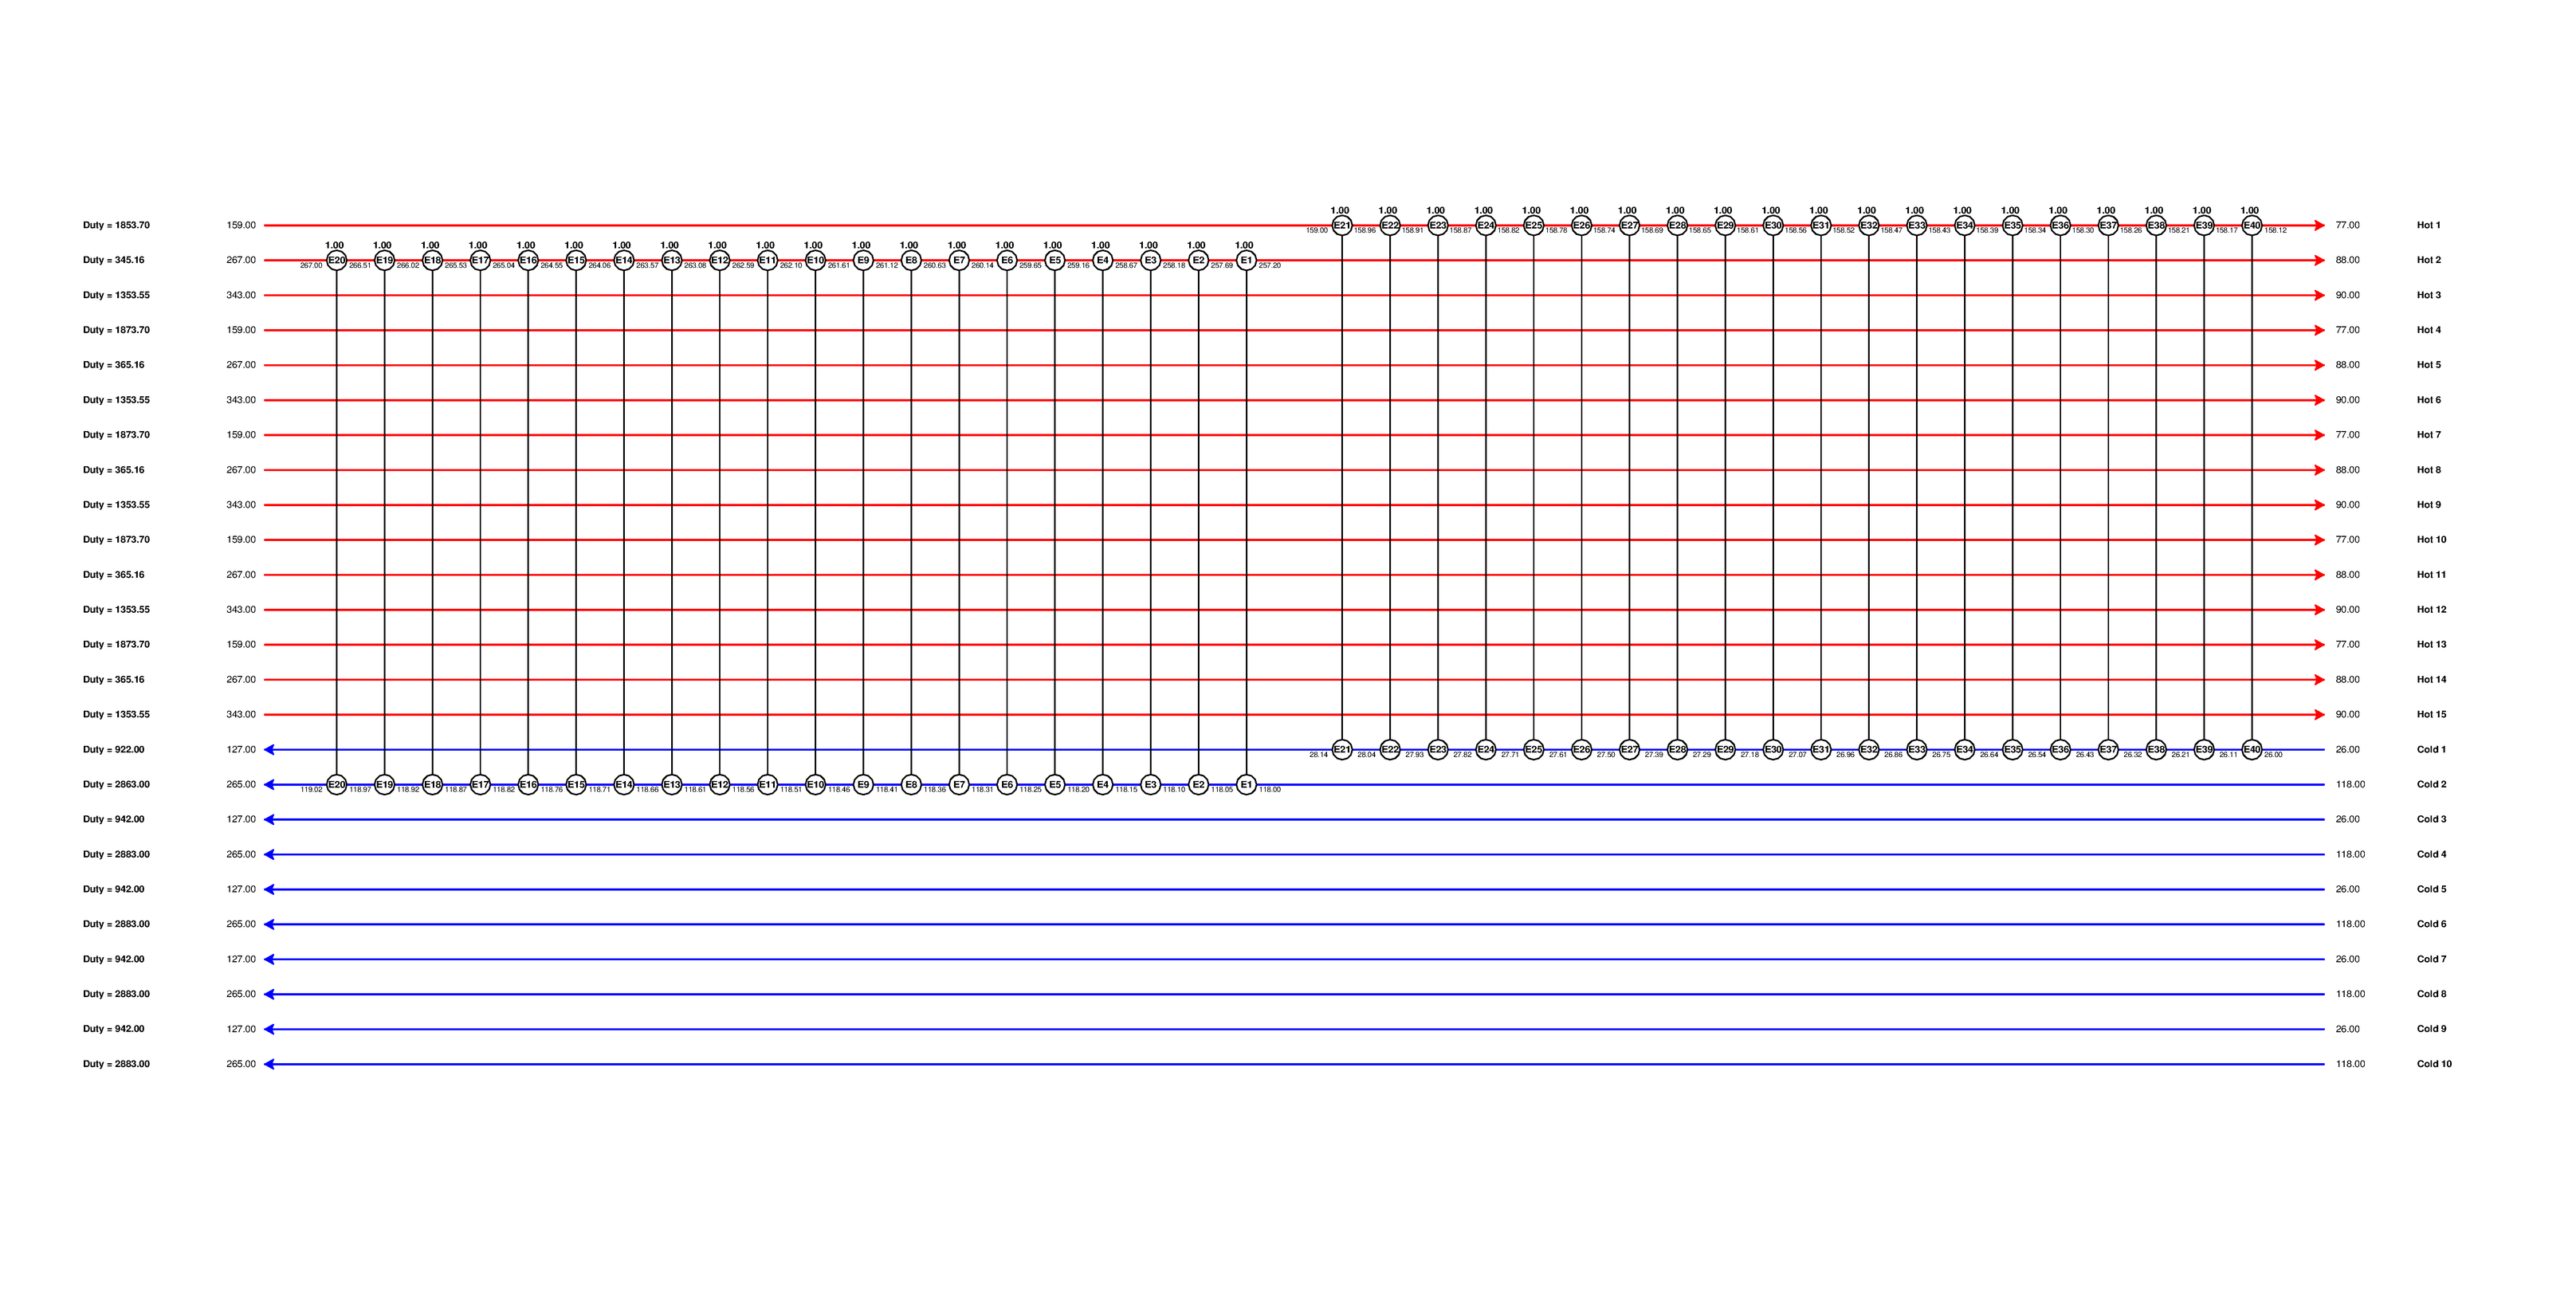 1.00 1.00 1.00 1.00 1.00 1.00 1.00 1.00 1.00 1.00 1.00 1.00 1.00 1.00 1.00 1.00 1.00 1.00 1.00 1.00
Duty = 1853.70 159.00 E21 E22 E23 E24 E25 E26 E27 E28 E29 E30 E31 E32 E33 E34 E35 E36 E37 E38 E39 E40 77.00 Hot 1
159.00 158.96 158.91 158.87 158.82 158.78 158.74 158.69 158.65 158.61 158.56 158.52 158.47 158.43 158.39 158.34 158.30 158.26 158.21 158.17 158.12
1.00 1.00 1.00 1.00 1.00 1.00 1.00 1.00 1.00 1.00 1.00 1.00 1.00 1.00 1.00 1.00 1.00 1.00 1.00 1.00
Duty = 345.16 267.00 E20 E19 E18 E17 E16 E15 E14 E13 E12 E11 E10 E9 E8 E7 E6 E5 E4 E3 E2 E1 88.00 Hot 2
267.00 266.51 266.02 265.53 265.04 264.55 264.06 263.57 263.08 262.59 262.10 261.61 261.12 260.63 260.14 259.65 259.16 258.67 258.18 257.69 257.20
Duty = 1353.55 343.00 90.00 Hot 3
Duty = 1873.70 159.00 77.00 Hot 4
Duty = 365.16 267.00 88.00 Hot 5
Duty = 1353.55 343.00 90.00 Hot 6
Duty = 1873.70 159.00 77.00 Hot 7
Duty = 365.16 267.00 88.00 Hot 8
Duty = 1353.55 343.00 90.00 Hot 9
Duty = 1873.70 159.00 77.00 Hot 10
Duty = 365.16 267.00 88.00 Hot 11
Duty = 1353.55 343.00 90.00 Hot 12
Duty = 1873.70 159.00 77.00 Hot 13
Duty = 365.16 267.00 88.00 Hot 14
Duty = 1353.55 343.00 90.00 Hot 15
Duty = 922.00 127.00 E21 E22 E23 E24 E25 E26 E27 E28 E29 E30 E31 E32 E33 E34 E35 E36 E37 E38 E39 E40 26.00 Cold 1
28.14 28.04 27.93 27.82 27.71 27.61 27.50 27.39 27.29 27.18 27.07 26.96 26.86 26.75 26.64 26.54 26.43 26.32 26.21 26.11 26.00
Duty = 2863.00 265.00 E20 E19 E18 E17 E16 E15 E14 E13 E12 E11 E10 E9 E8 E7 E6 E5 E4 E3 E2 E1 118.00 Cold 2
119.02 118.97 118.92 118.87 118.82 118.76 118.71 118.66 118.61 118.56 118.51 118.46 118.41 118.36 118.31 118.25 118.20 118.15 118.10 118.05 118.00
Duty = 942.00 127.00 26.00 Cold 3
Duty = 2883.00 265.00 118.00 Cold 4
Duty = 942.00 127.00 26.00 Cold 5
Duty = 2883.00 265.00 118.00 Cold 6
Duty = 942.00 127.00 26.00 Cold 7
Duty = 2883.00 265.00 118.00 Cold 8
Duty = 942.00 127.00 26.00 Cold 9
Duty = 2883.00 265.00 118.00 Cold 10